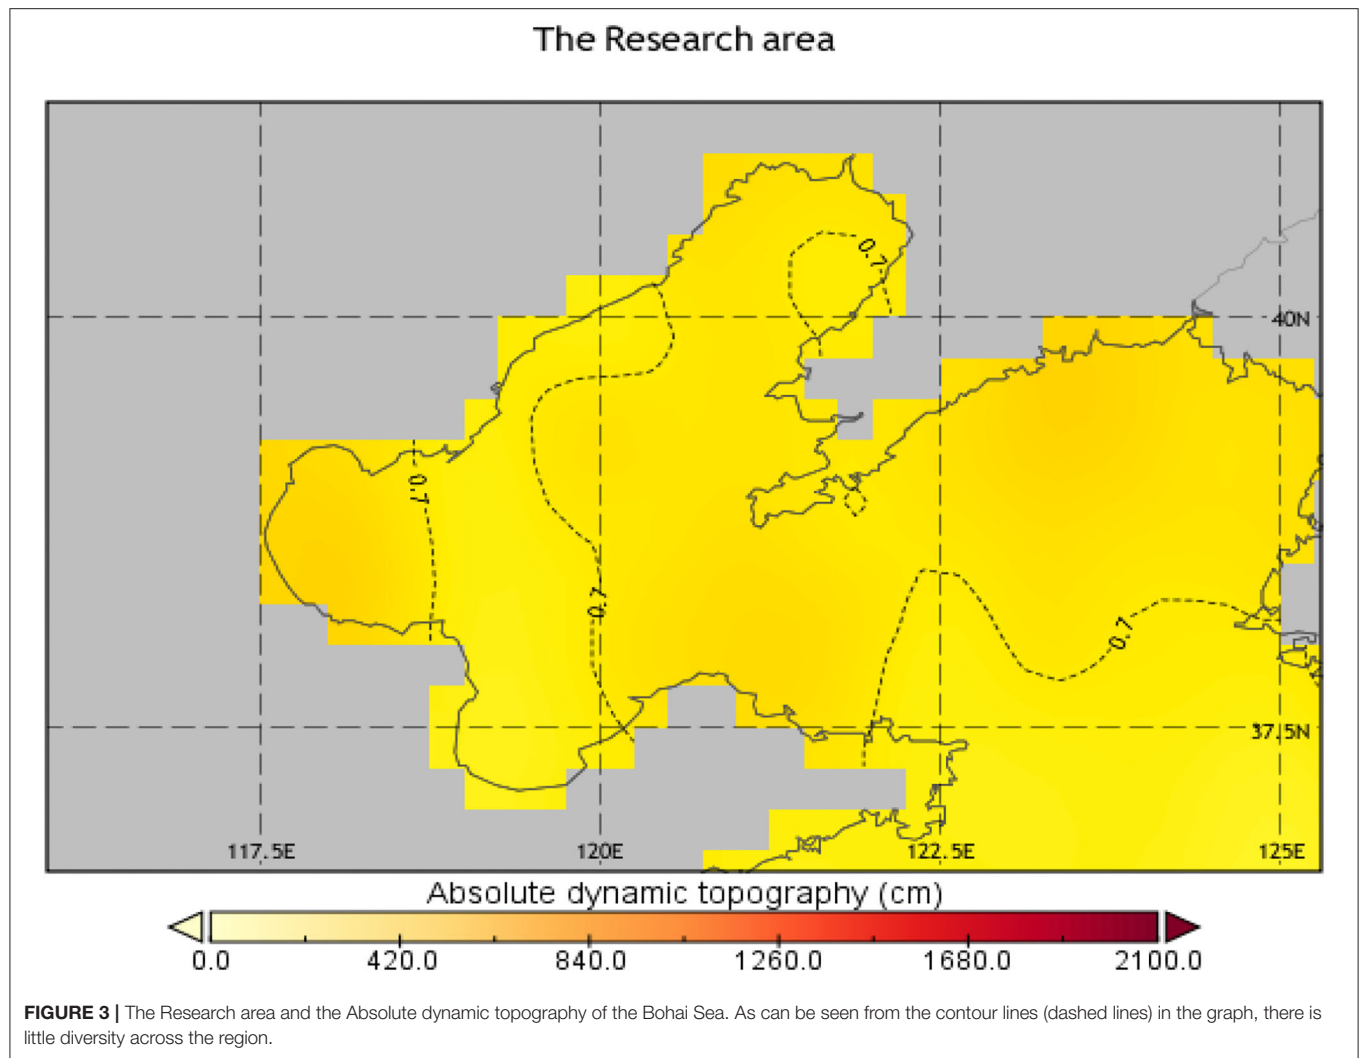 The Research area
0.7
40N
0.7
0.7
0.7
37.5N
117.5E 120E 122.5E 125E
Absolute dynamic topography (cm)
0.0 420.0 840.0 1260.0 1680.0 2100.0
FIGURE 3 | The Research area and the Absolute dynamic topography of the Bohai Sea. As can be seen from the contour lines (dashed lines) in the graph, there is
little diversity across the region.